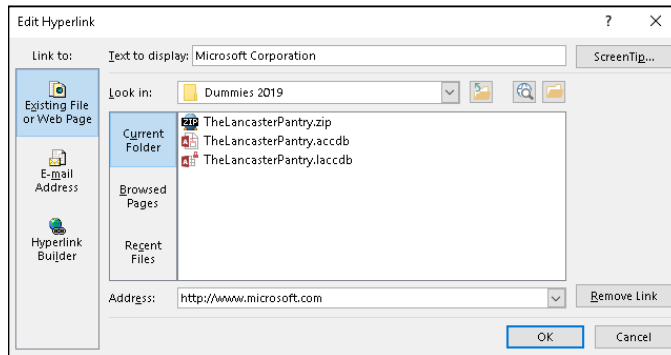 Edit Hyperlink ? X
Link to: Text to display: Microsoft Corporation ScreenTip...
Existing File or Web Page
Look in: Dummies 2019
Current Folder
TheLancasterPantry.zip
TheLancasterPantry.accdb
TheLancasterPantry.laccdb
E-mail Address
Browsed Pages
Hyperlink Builder
Recent Files
Address: http://www.microsoft.com Remove Link
OK Cancel